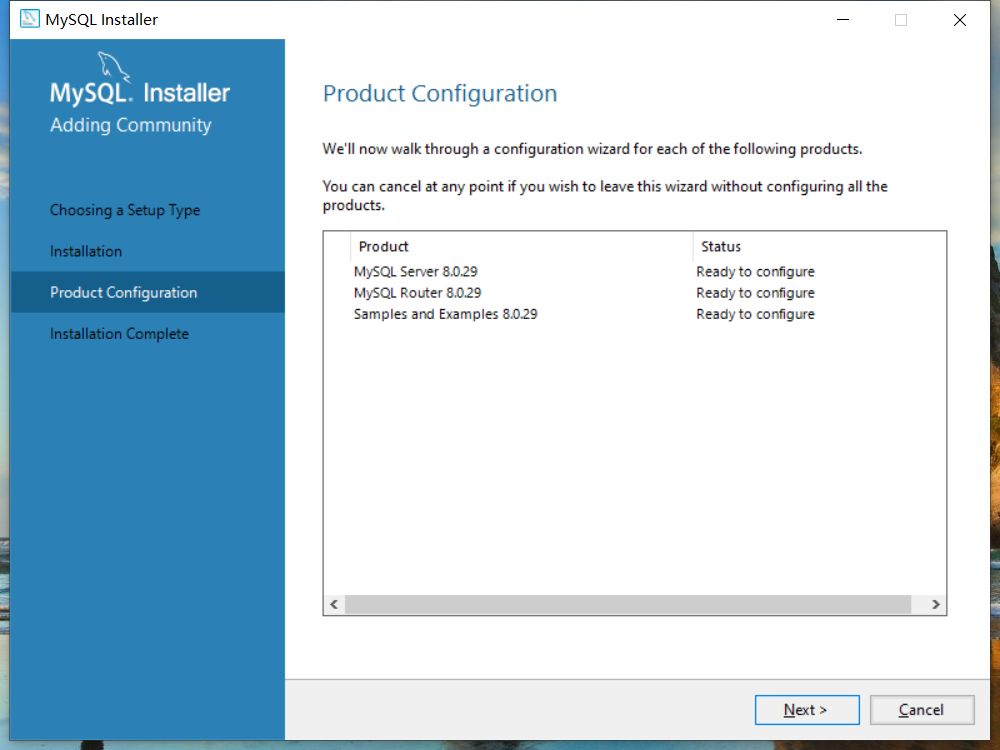 MySQL Installer
MySQL. Installer
Adding Community
Choosing a Setup Type
Installation
Product Configuration
Installation Complete
Product Configuration
We'll now walk through a configuration wizard for each of the following products.
You can cancel at any point if you wish to leave this wizard without configuring all the
products.
Product Status
MySQL Server 8.0.29 Ready to configure
MySQL Router 8.0.29 Ready to configure
Samples and Examples 8.0.29 Ready to configure
Next > Cancel